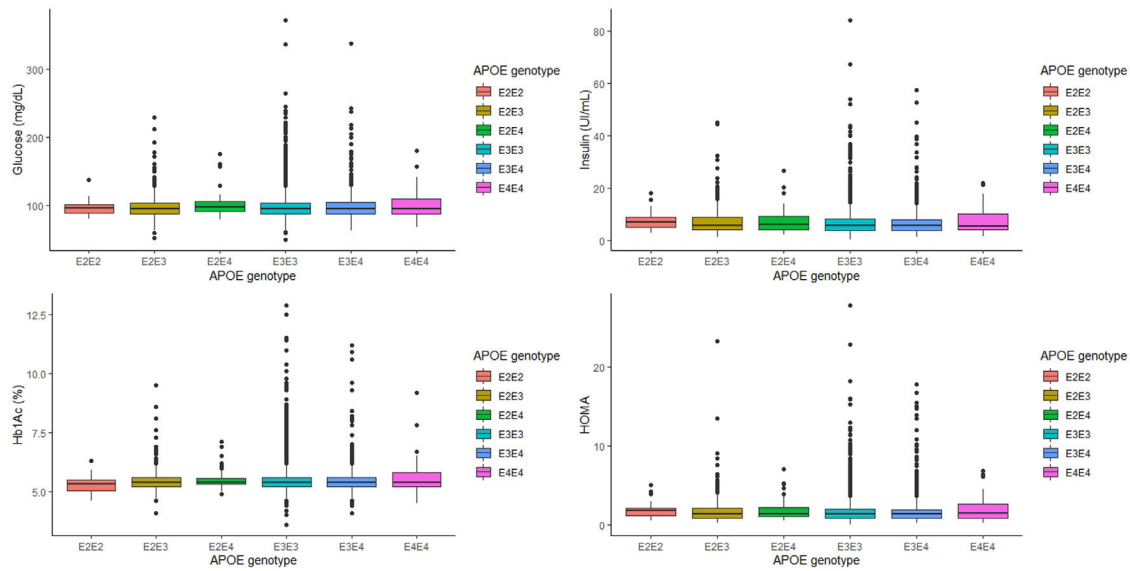 Glucose (mg/dL)
300
200
100
E2E2 E2E3 E2E4 E3E3 E3E4 E4E4
APOE genotype
APOE genotype
E2E2
E2E3
E2E4
E3E3
E3E4
E4E4
Insulin (UI/mL)
80
60
40
20
0
E2E2 E2E3 E2E4 E3E3 E3E4 E4E4
APOE genotype
APOE genotype
E2E2
E2E3
E2E4
E3E3
E3E4
E4E4
Hb1Ac (%)
12.5
10.0
7.5
5.0
E2E2 E2E3 E2E4 E3E3 E3E4 E4E4
APOE genotype
APOE genotype
E2E2
E2E3
E2E4
E3E3
E3E4
E4E4
HOMA
20
10
0
E2E2 E2E3 E2E4 E3E3 E3E4 E4E4
APOE genotype
APOE genotype
E2E2
E2E3
E2E4
E3E3
E3E4
E4E4